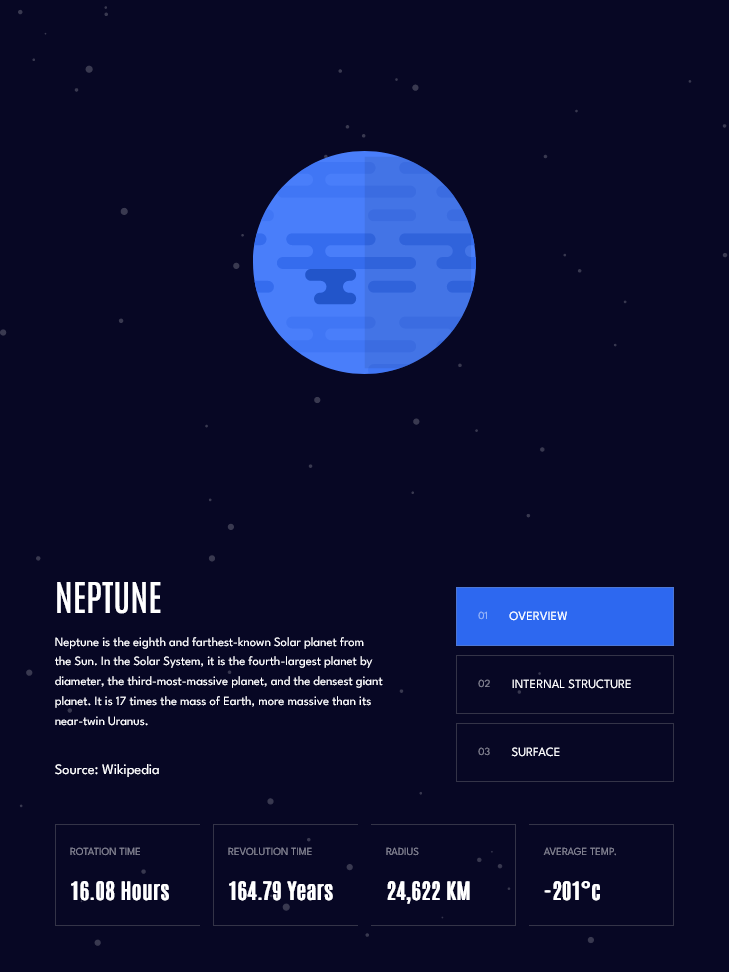 NEPTUNE
Neptune is the eighth and farthest-known Solar planet from
the Sun. In the Solar System, it is the fourth-largest planet by
diameter, the third-most-massive planet, and the densest giant
planet. It is 17 times the mass of Earth, more massive than its
near-twin Uranus.
Source: Wikipedia
01 OVERVIEW
02 INTERNAL STRUCTURE
03 SURFACE
ROTATION TIME
16.08 Hours
REVOLUTION TIME
164.79 Years
RADIUS
24,622 KM
AVERAGE TEMP.
-201°c